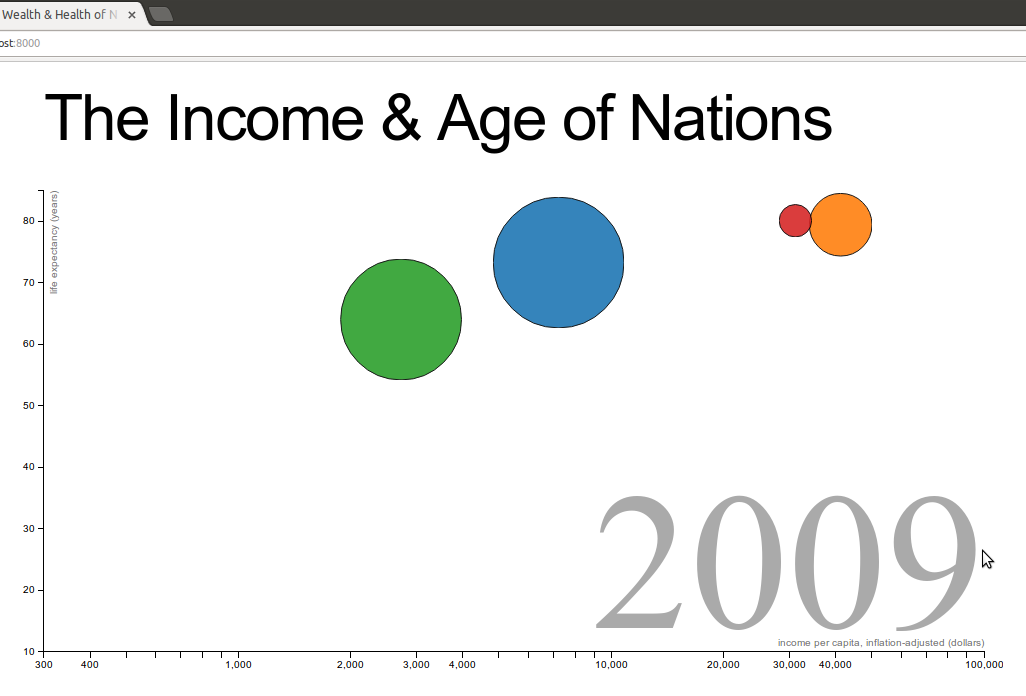 Wealth & Health of N
ost:8000
The Income & Age of Nations
life expectancy (years)
80
70
60
50
40
30
20
10
2009
income per capita, inflation-adjusted (dollars)
300 400 1,000 2,000 3,000 4,000 10,000 20,000 30,000 40,000 100,000